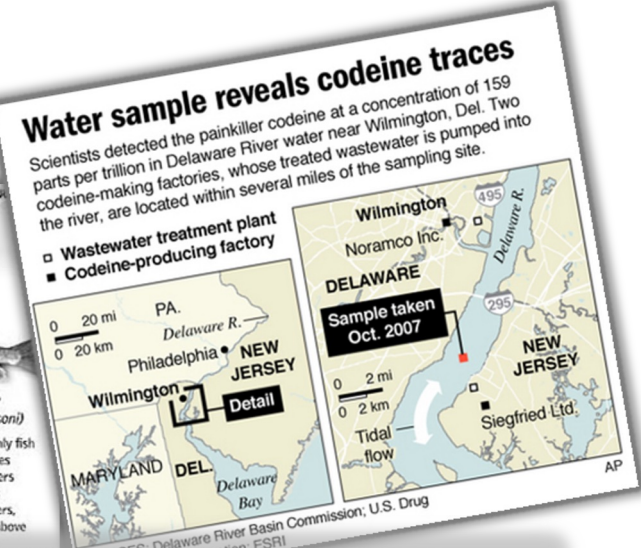 Water sample reveals codeine traces
Scientists detected the painkiller codeine at a concentration of 159
parts per trillion in Delaware River water near Wilmington, Del. Two
codeine-making factories, whose treated wastewater is pumped into
the river, are located within several miles of the sampling site.
Wastewater treatment plant
Codeine-producing factory
0 20 mi
0 20 km
PA.
Delaware R.
Philadelphia
NEW
JERSEY
Wilmington
Detail
MARYLAND
DEL.
Delaware
Bay
Wilmington
495
Noramco Inc.
Delaware R.
DELAWARE
295
Sample taken
Oct. 2007
NEW
JERSEY
0 2 mi
0 2 km
Siegfried Ltd.
Tidal
flow
AP
Delaware River Basin Commission; U.S. Drug
ESRI
fish
bove